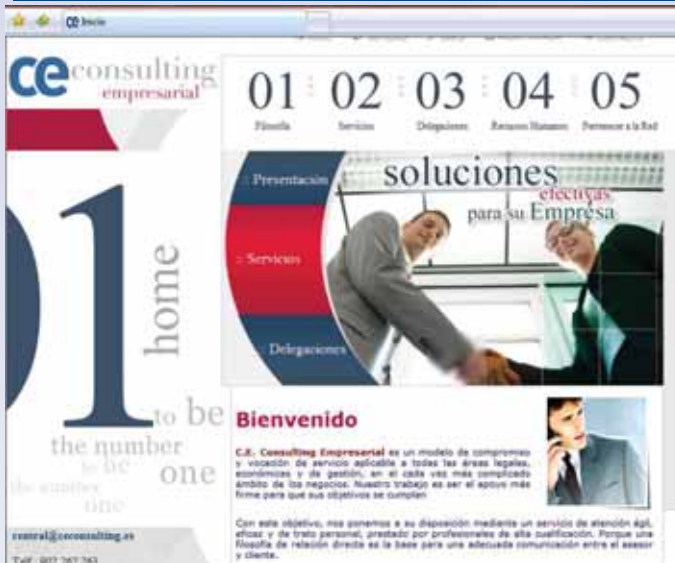 Inicio
ce consulting
empresarial
01 02 03 04 05
Filosofía Servicios Delegaciones Recursos Humanos Pertenecer a la Red
:: Presentación
:: Servicios
:: Delegaciones
soluciones
efectivas
para su Empresa
01
home
to be
the number
to be
one
the number
one
central@ceconsulting.es
Telf.: 902 267 763
Bienvenido
C.E. Consulting Empresarial es un modelo de compromiso
y vocación de servicio aplicable a todas las áreas legales,
económicas y de gestión, en el cada vez más complicado
ámbito de los negocios. Nuestro trabajo es ser el apoyo más
firme para que sus objetivos se cumplan
Con este objetivo, nos ponemos a su disposición mediante un servicio de atención ágil,
eficaz y de trato personal, prestado por profesionales de alta cualificación. Porque una
filosofía de relación directa es la base para una adecuada comunicación entre el asesor
y cliente.